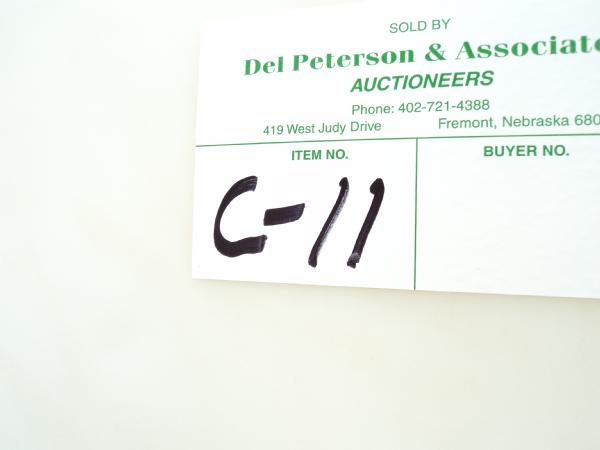 SOLD BY
Del Peterson & Associate
AUCTIONEERS
Phone: 402-721-4388
419 West Judy Drive Fremont, Nebraska 680
ITEM NO. BUYER NO.
C-11